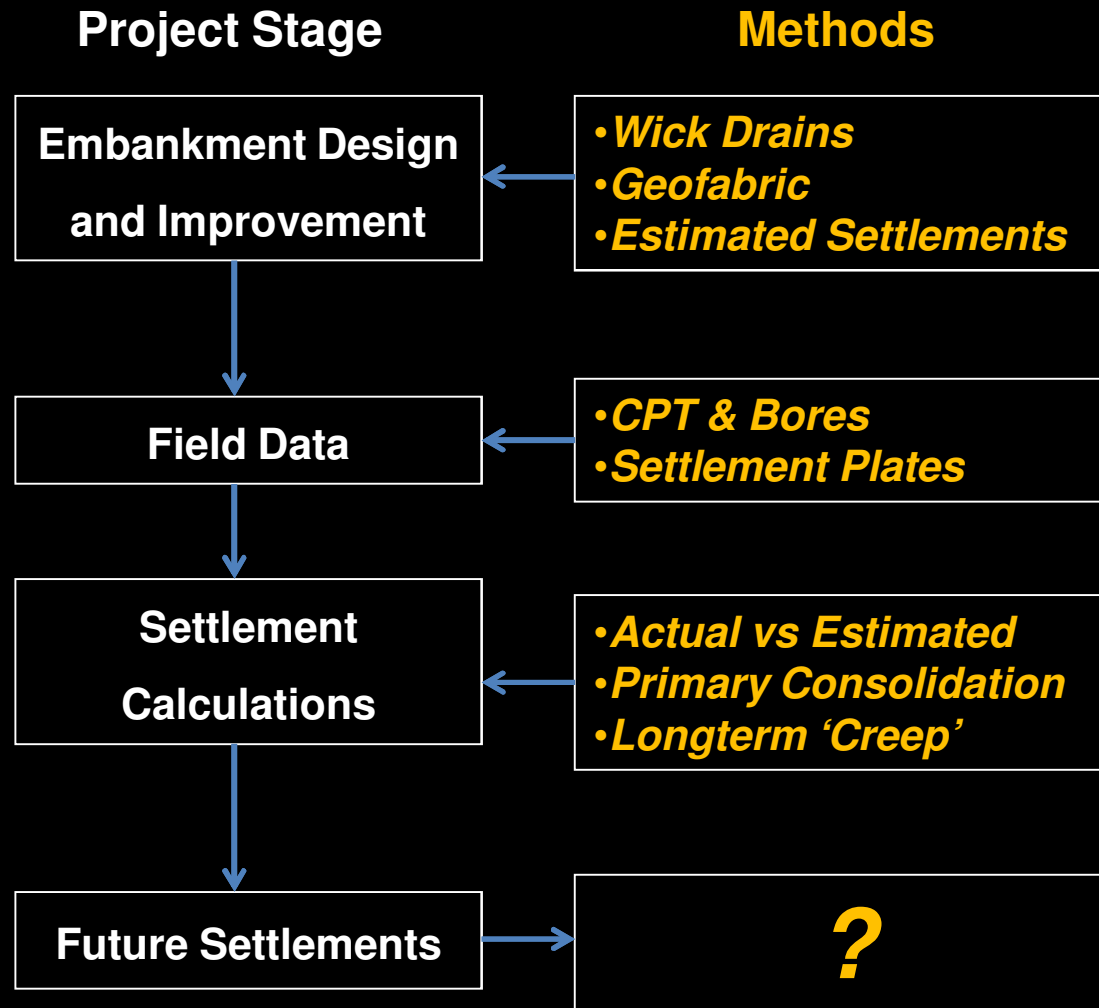 Project Stage
Methods
Embankment Design
and Improvement
•Wick Drains
•Geofabric
•Estimated Settlements
Field Data
•CPT & Bores
•Settlement Plates
Settlement
Calculations
•Actual vs Estimated
•Primary Consolidation
•Longterm ‘Creep’
Future Settlements
?